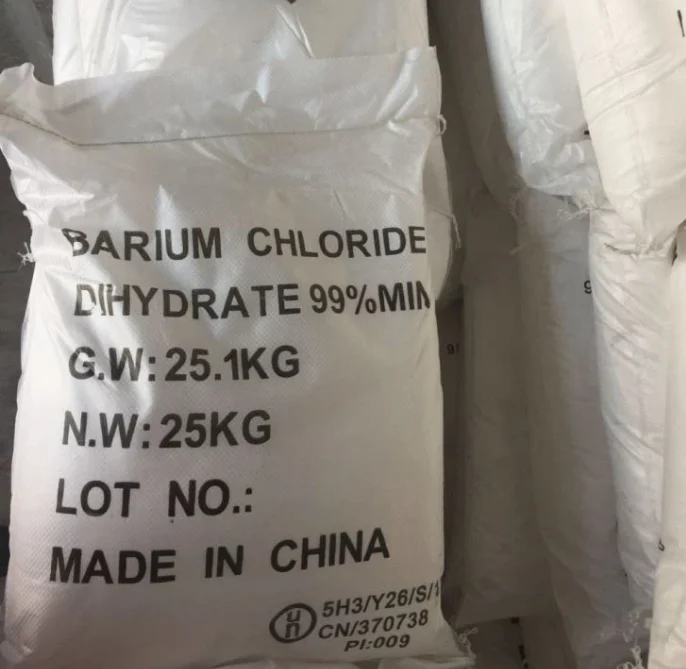 BARIUM CHLORIDE
DIHYDRATE 99%MIN
G.W:25.1KG
N.W:25KG
LOT NO.:
MADE IN CHINA
un 5H3/Y26/S/
CN/370738
PI:009